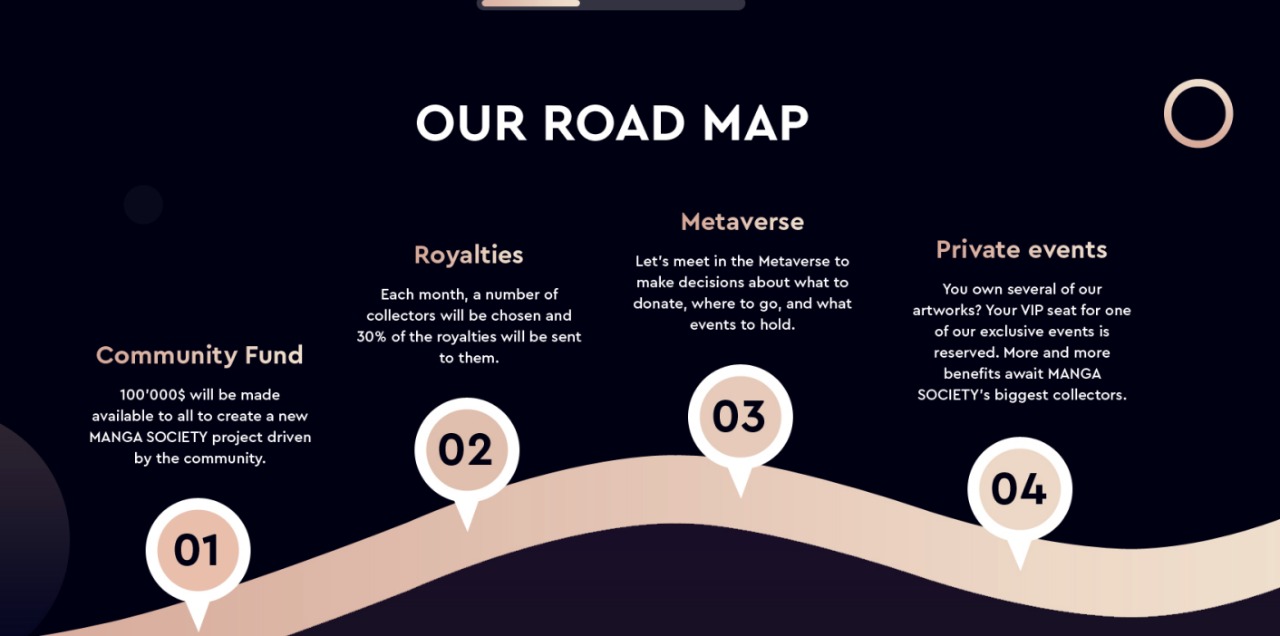 OUR ROAD MAP
Community Fund
100'000$ will be made
available to all to create a new
MANGA SOCIETY project driven
by the community.
01
Royalties
Each month, a number of
collectors will be chosen and
30% of the royalties will be sent
to them.
02
Metaverse
Let's meet in the Metaverse to
make decisions about what to
donate, where to go, and what
events to hold.
03
Private events
You own several of our
artworks? Your VIP seat for one
of our exclusive events is
reserved. More and more
benefits await MANGA
SOCIETY's biggest collectors.
04